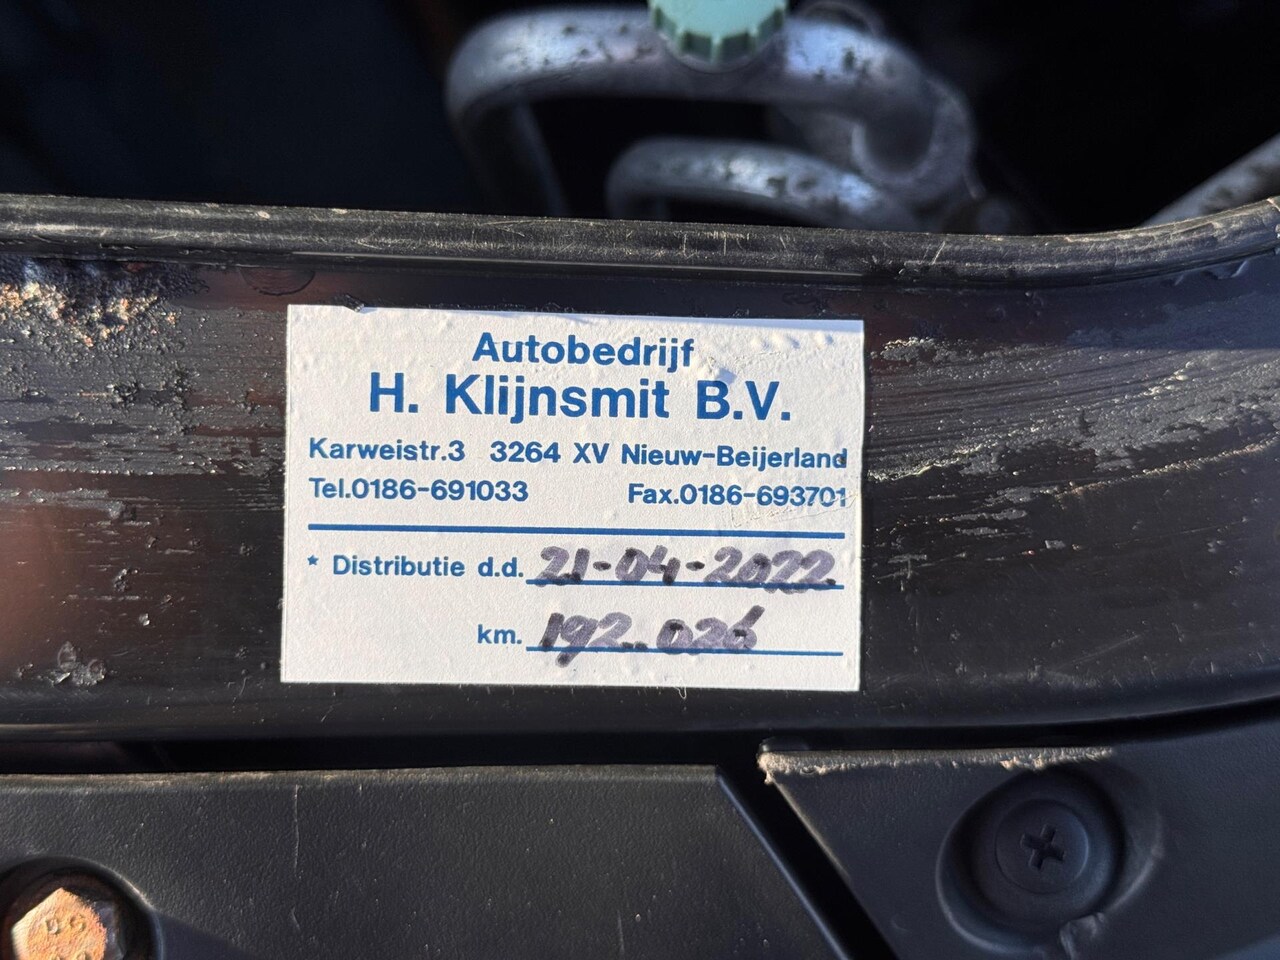 Autobedrijf
H. Klijnsmit B.V.
Karweistr.3 3264 XV Nieuw-Beijerland
Tel.0186-691033 Fax.0186-693701
* Distributie d.d. 21-04-2022
km. 192.026